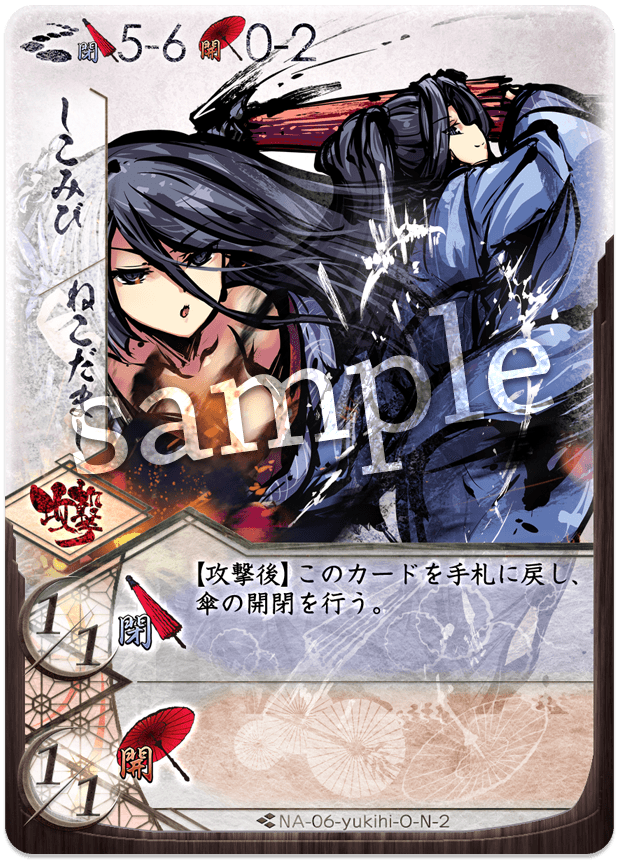 閉 5-6 開 0-2
しこみび ねこだまし
sample
攻撃
【攻撃後】このカードを手札に戻し、
傘の開閉を行う。
1/1
閉
開
1/1
NA-06-yukihi-O-N-2